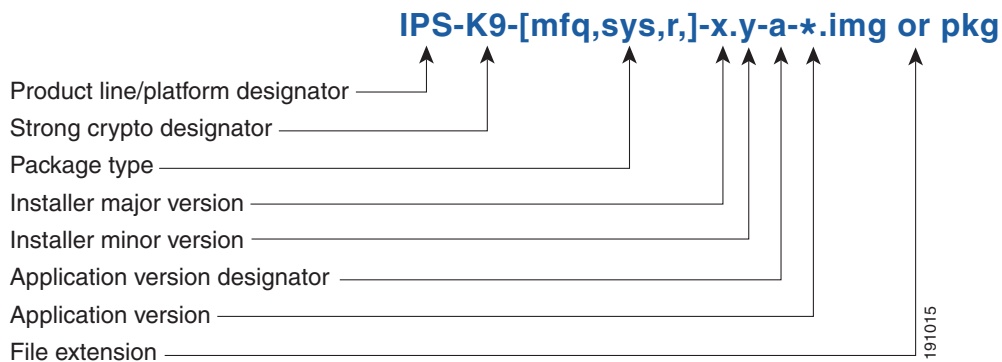 IPS-K9-[mfq,sys,r,]-x.y-a-*.img or pkg
Product line/platform designator
Strong crypto designator
Package type
Installer major version
Installer minor version
Application version designator
Application version
File extension
191015